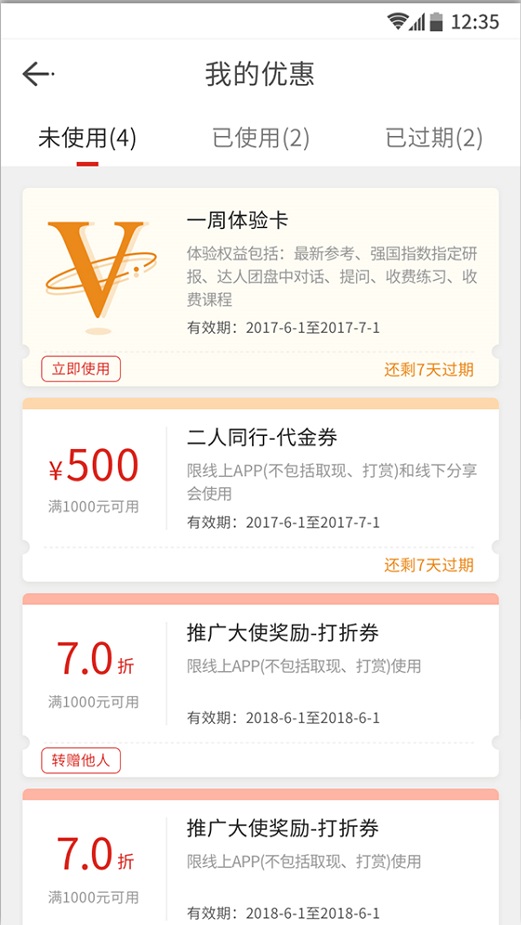 12:35
我的优惠
未使用(4) 已使用(2) 已过期(2)
V
一周体验卡
体验权益包括：最新参考、强国指数指定研
报、达人团盘中对话、提问、收费练习、收
费课程
有效期：2017-6-1至2017-7-1
立即使用 还剩7天过期
¥500
满1000元可用
二人同行-代金券
限线上APP(不包括取现、打赏)和线下分享
会使用
有效期：2017-6-1至2017-7-1
还剩7天过期
7.0折
满1000元可用
推广大使奖励-打折券
限线上APP(不包括取现、打赏)使用
有效期：2018-6-1至2018-6-1
转赠他人
7.0折
满1000元可用
推广大使奖励-打折券
限线上APP(不包括取现、打赏)使用
有效期：2018-6-1至2018-6-1